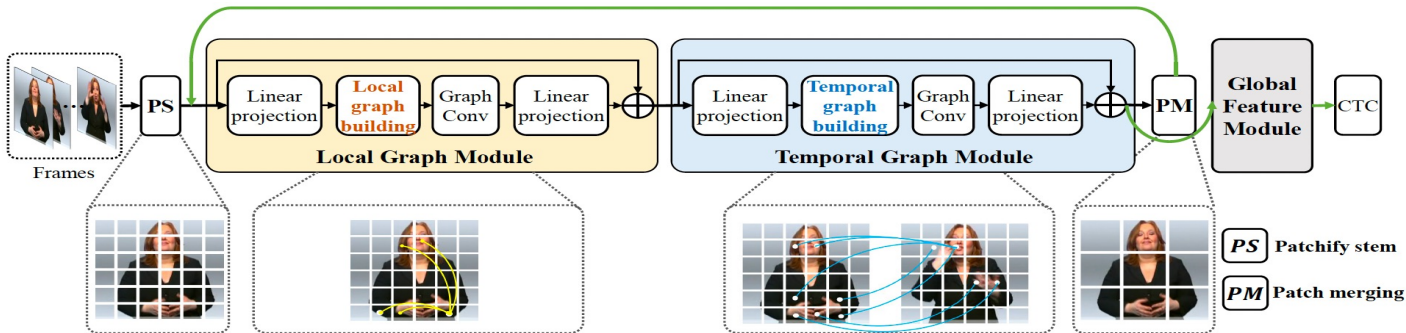 Frames
PS
Linear
projection
Local
graph
building
Graph
Conv
Linear
projection
Local Graph Module
Linear
projection
Temporal
graph
building
Graph
Conv
Linear
projection
Temporal Graph Module
PM
Global
Feature
Module
CTC
PS Patchify stem
PM Patch merging